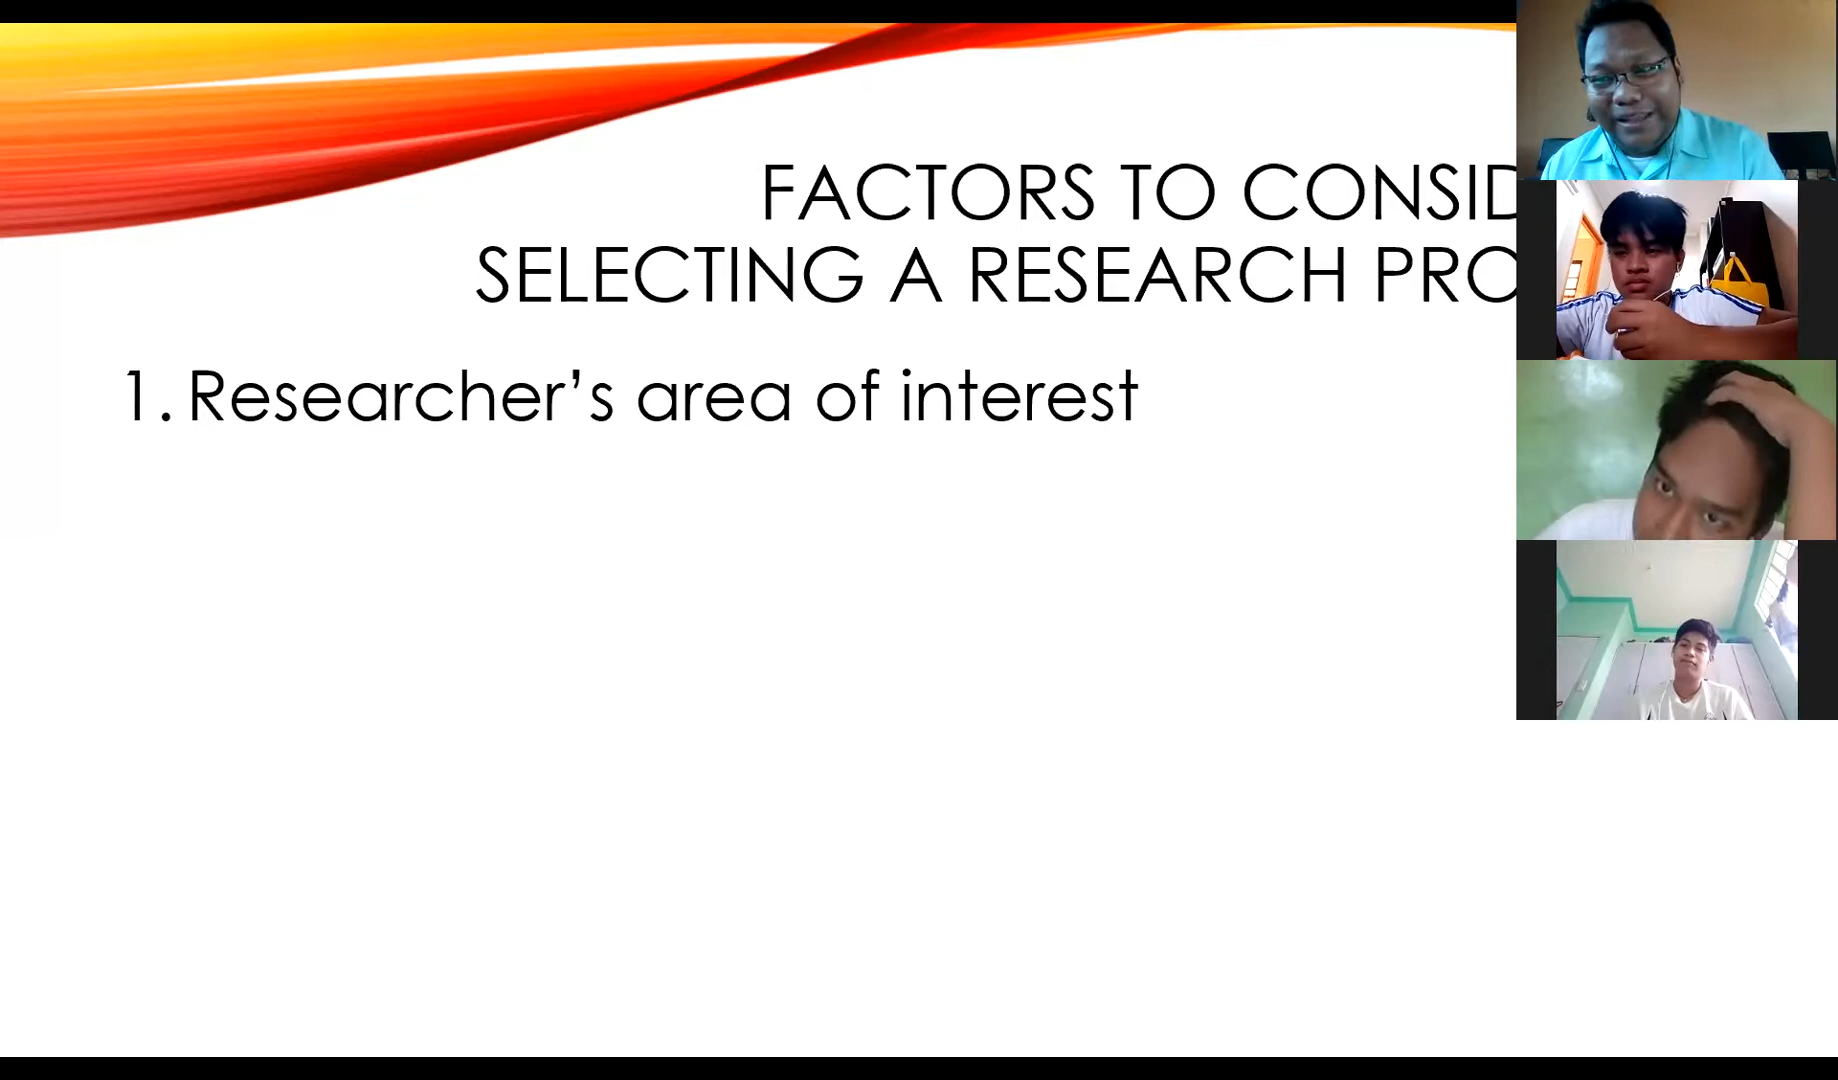 FACTORS TO CONSID
SELECTING A RESEARCH PRO
1. Researcher’s area of interest